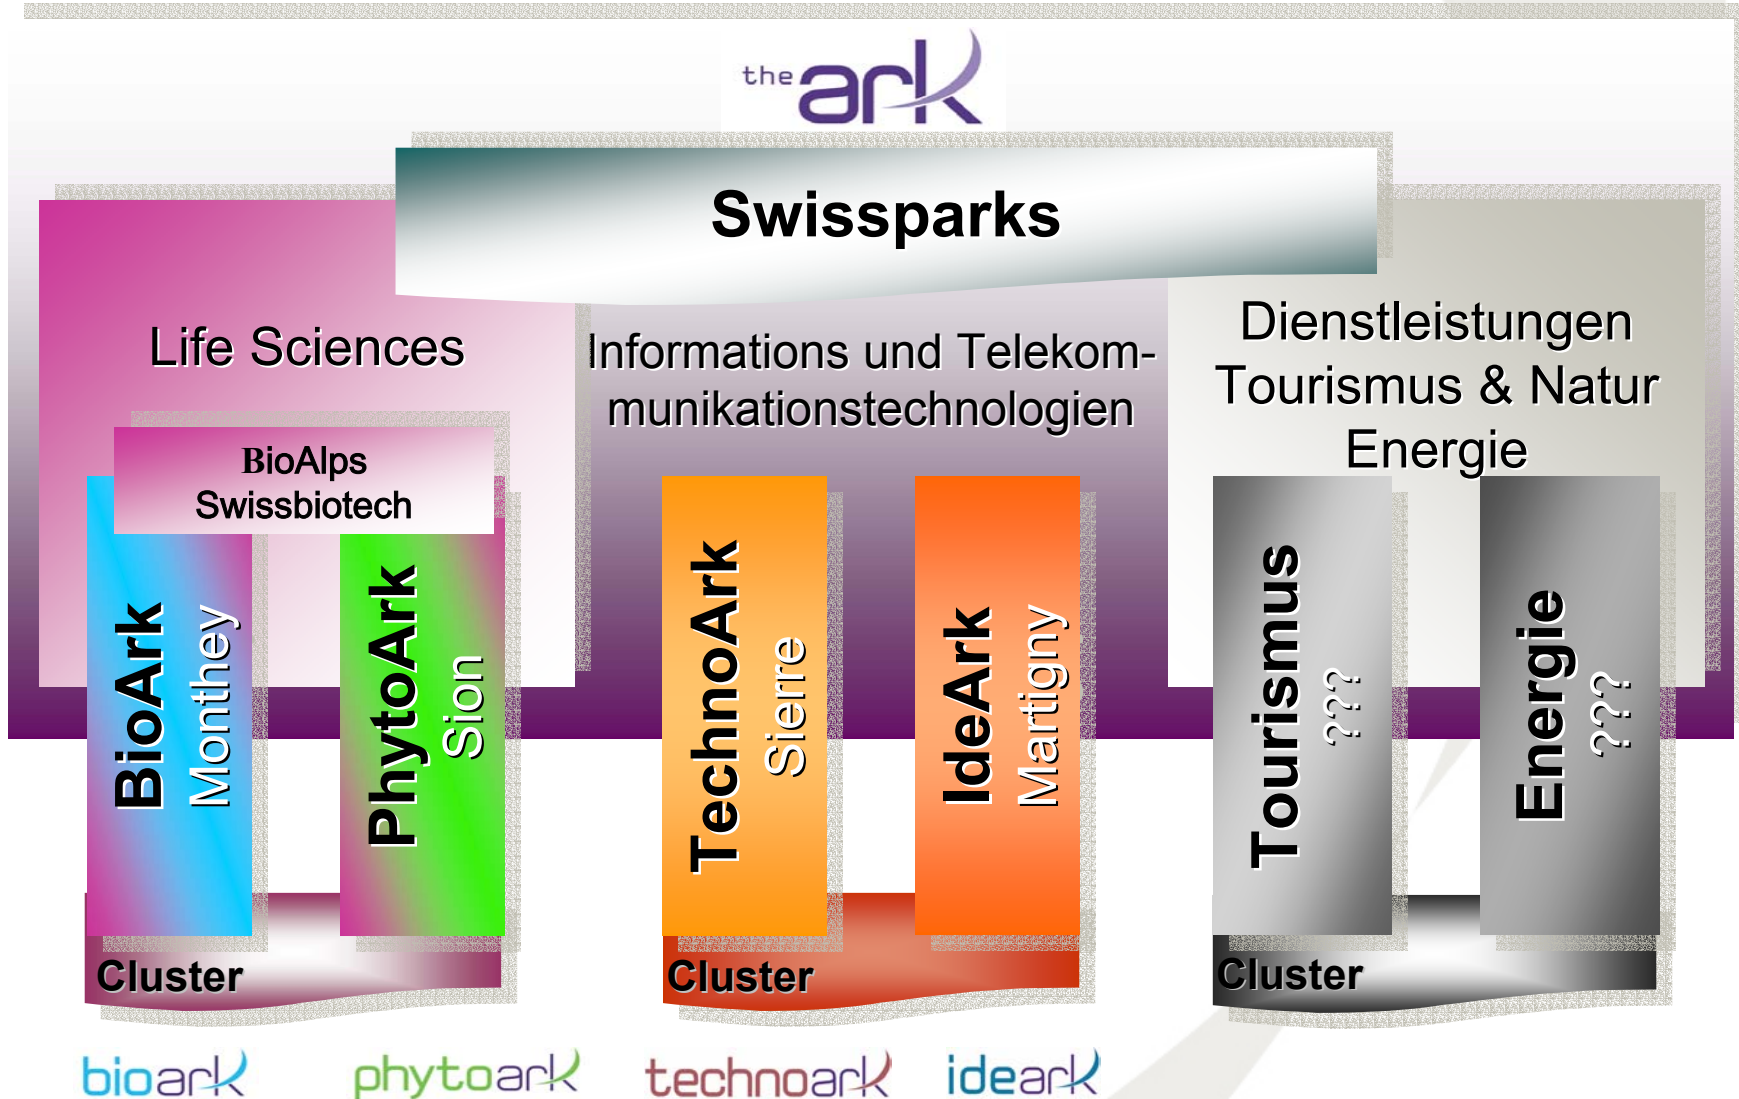 the ark
Swissparks
Life Sciences
Informations und Telekom-
munikationstechnologien
Dienstleistungen
Tourismus & Natur
Energie
BioAlps
Swissbiotech
BioArk
Monthey
PhytoArk
Sion
TechnoArk
Sierre
IdeArk
Martigny
Tourismus
???
Energie
???
Cluster
Cluster
Cluster
bioark
phytoark
technoark
ideark